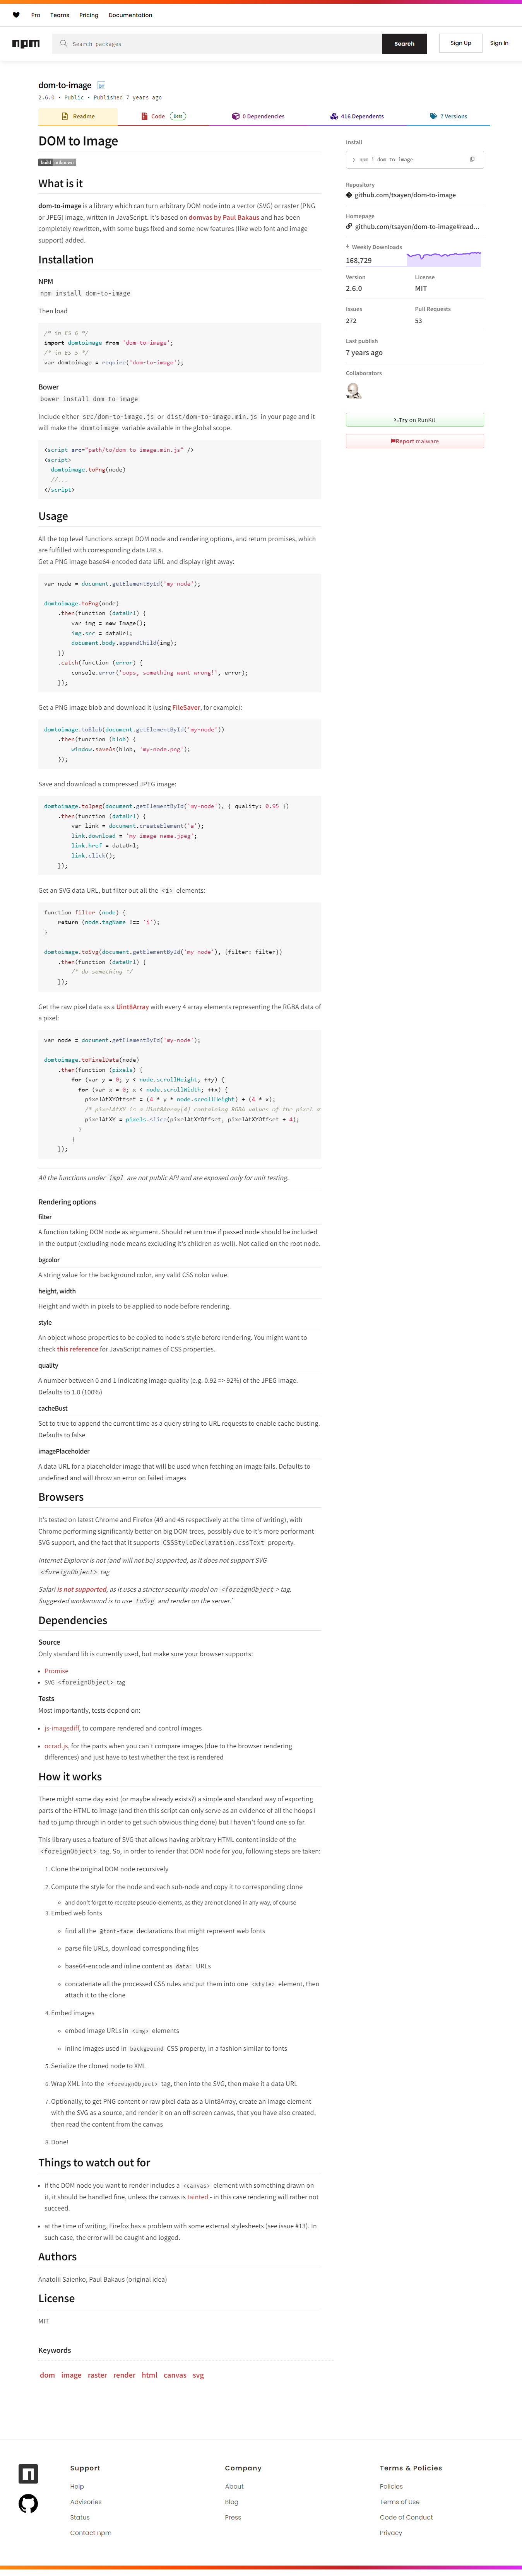 Pro
Teams
Pricing
Documentation
npm
Search packages
Search
Sign Up
Sign In
dom-to-image
2.6.0 • Public • Published 7 years ago
Readme
Code Beta
0 Dependencies
416 Dependents
7 Versions
DOM to Image
build unknown
What is it
dom-to-image is a library which can turn arbitrary DOM node into a vector (SVG) or raster (PNG
or JPEG) image, written in JavaScript. It's based on domvas by Paul Bakaus and has been
completely rewritten, with some bugs fixed and some new features (like web font and image
support) added.
Installation
NPM
npm install dom-to-image
Then load
/* in ES 6 */
import domtoimage from 'dom-to-image';
/* in ES 5 */
var domtoimage = require('dom-to-image');
Bower
bower install dom-to-image
Include either src/dom-to-image.js or dist/dom-to-image.min.js in your page and it
will make the domtoimage variable available in the global scope.
<script src="path/to/dom-to-image.min.js" />
<script>
domtoimage.toPng(node)
//...
</script>
Usage
All the top level functions accept DOM node and rendering options, and return promises, which
are fulfilled with corresponding data URLs.
Get a PNG image base64-encoded data URL and display right away:
var node = document.getElementById('my-node');
domtoimage.toPng(node)
.then(function (dataUrl) {
var img = new Image();
img.src = dataUrl;
document.body.appendChild(img);
})
.catch(function (error) {
console.error('oops, something went wrong!', error);
});
Get a PNG image blob and download it (using FileSaver, for example):
domtoimage.toBlob(document.getElementById('my-node'))
.then(function (blob) {
window.saveAs(blob, 'my-node.png');
});
Save and download a compressed JPEG image:
domtoimage.toJpeg(document.getElementById('my-node'), { quality: 0.95 })
.then(function (dataUrl) {
var link = document.createElement('a');
link.download = 'my-image-name.jpeg';
link.href = dataUrl;
link.click();
});
Get an SVG data URL, but filter out all the <i> elements:
function filter (node) {
return (node.tagName !== 'i');
}
domtoimage.toSvg(document.getElementById('my-node'), {filter: filter})
.then(function (dataUrl) {
/* do something */
});
Get the raw pixel data as a Uint8Array with every 4 array elements representing the RGBA data of
a pixel:
var node = document.getElementById('my-node');
domtoimage.toPixelData(node)
.then(function (pixels) {
for (var y = 0; y < node.scrollHeight; ++y) {
for (var x = 0; x < node.scrollWidth; ++x) {
pixelAtXYOffset = (4 * y * node.scrollHeight) + (4 * x);
/* pixelAtXY is a Uint8Array[4] containing RGBA values of the pixel a
pixelAtXY = pixels.slice(pixelAtXYOffset, pixelAtXYOffset + 4);
}
}
});
All the functions under impl are not public API and are exposed only for unit testing.
Rendering options
filter
A function taking DOM node as argument. Should return true if passed node should be included
in the output (excluding node means excluding it's children as well). Not called on the root node.
bgcolor
A string value for the background color, any valid CSS color value.
height, width
Height and width in pixels to be applied to node before rendering.
style
An object whose properties to be copied to node's style before rendering. You might want to
check this reference for JavaScript names of CSS properties.
quality
A number between 0 and 1 indicating image quality (e.g. 0.92 => 92%) of the JPEG image.
Defaults to 1.0 (100%)
cacheBust
Set to true to append the current time as a query string to URL requests to enable cache busting.
Defaults to false
imagePlaceholder
A data URL for a placeholder image that will be used when fetching an image fails. Defaults to
undefined and will throw an error on failed images
Browsers
It's tested on latest Chrome and Firefox (49 and 45 respectively at the time of writing), with
Chrome performing significantly better on big DOM trees, possibly due to it's more performant
SVG support, and the fact that it supports CSSStyleDeclaration.cssText property.
Internet Explorer is not (and will not be) supported, as it does not support SVG
<foreignObject> tag
Safari is not supported, as it uses a stricter security model on <foreignObject> tag.
Suggested workaround is to use toSvg and render on the server.`
Dependencies
Source
Only standard lib is currently used, but make sure your browser supports:
• Promise
• SVG <foreignObject> tag
Tests
Most importantly, tests depend on:
• js-imagediff, to compare rendered and control images
• ocrad.js, for the parts when you can't compare images (due to the browser rendering
differences) and just have to test whether the text is rendered
How it works
There might some day exist (or maybe already exists?) a simple and standard way of exporting
parts of the HTML to image (and then this script can only serve as an evidence of all the hoops I
had to jump through in order to get such obvious thing done) but I haven't found one so far.
This library uses a feature of SVG that allows having arbitrary HTML content inside of the
<foreignObject> tag. So, in order to render that DOM node for you, following steps are taken:
1. Clone the original DOM node recursively
2. Compute the style for the node and each sub-node and copy it to corresponding clone
◦ and don't forget to recreate pseudo-elements, as they are not cloned in any way, of course
3. Embed web fonts
◦ find all the @font-face declarations that might represent web fonts
◦ parse file URLs, download corresponding files
◦ base64-encode and inline content as data: URLs
◦ concatenate all the processed CSS rules and put them into one <style> element, then
attach it to the clone
4. Embed images
◦ embed image URLs in <img> elements
◦ inline images used in background CSS property, in a fashion similar to fonts
5. Serialize the cloned node to XML
6. Wrap XML into the <foreignObject> tag, then into the SVG, then make it a data URL
7. Optionally, to get PNG content or raw pixel data as a Uint8Array, create an Image element
with the SVG as a source, and render it on an off-screen canvas, that you have also created,
then read the content from the canvas
8. Done!
Things to watch out for
• if the DOM node you want to render includes a <canvas> element with something drawn on
it, it should be handled fine, unless the canvas is tainted - in this case rendering will rather not
succeed.
• at the time of writing, Firefox has a problem with some external stylesheets (see issue #13). In
such case, the error will be caught and logged.
Authors
Anatolii Saienko, Paul Bakaus (original idea)
License
MIT
Keywords
dom image raster render html canvas svg
Install
npm i dom-to-image
Repository
github.com/tsayen/dom-to-image
Homepage
github.com/tsayen/dom-to-image#read...
Weekly Downloads
168,729
Version
License
2.6.0
MIT
Issues
Pull Requests
272
53
Last publish
7 years ago
Collaborators
Try on RunKit
Report malware
Support
Help
Advisories
Status
Contact npm
Company
About
Blog
Press
Terms & Policies
Policies
Terms of Use
Code of Conduct
Privacy